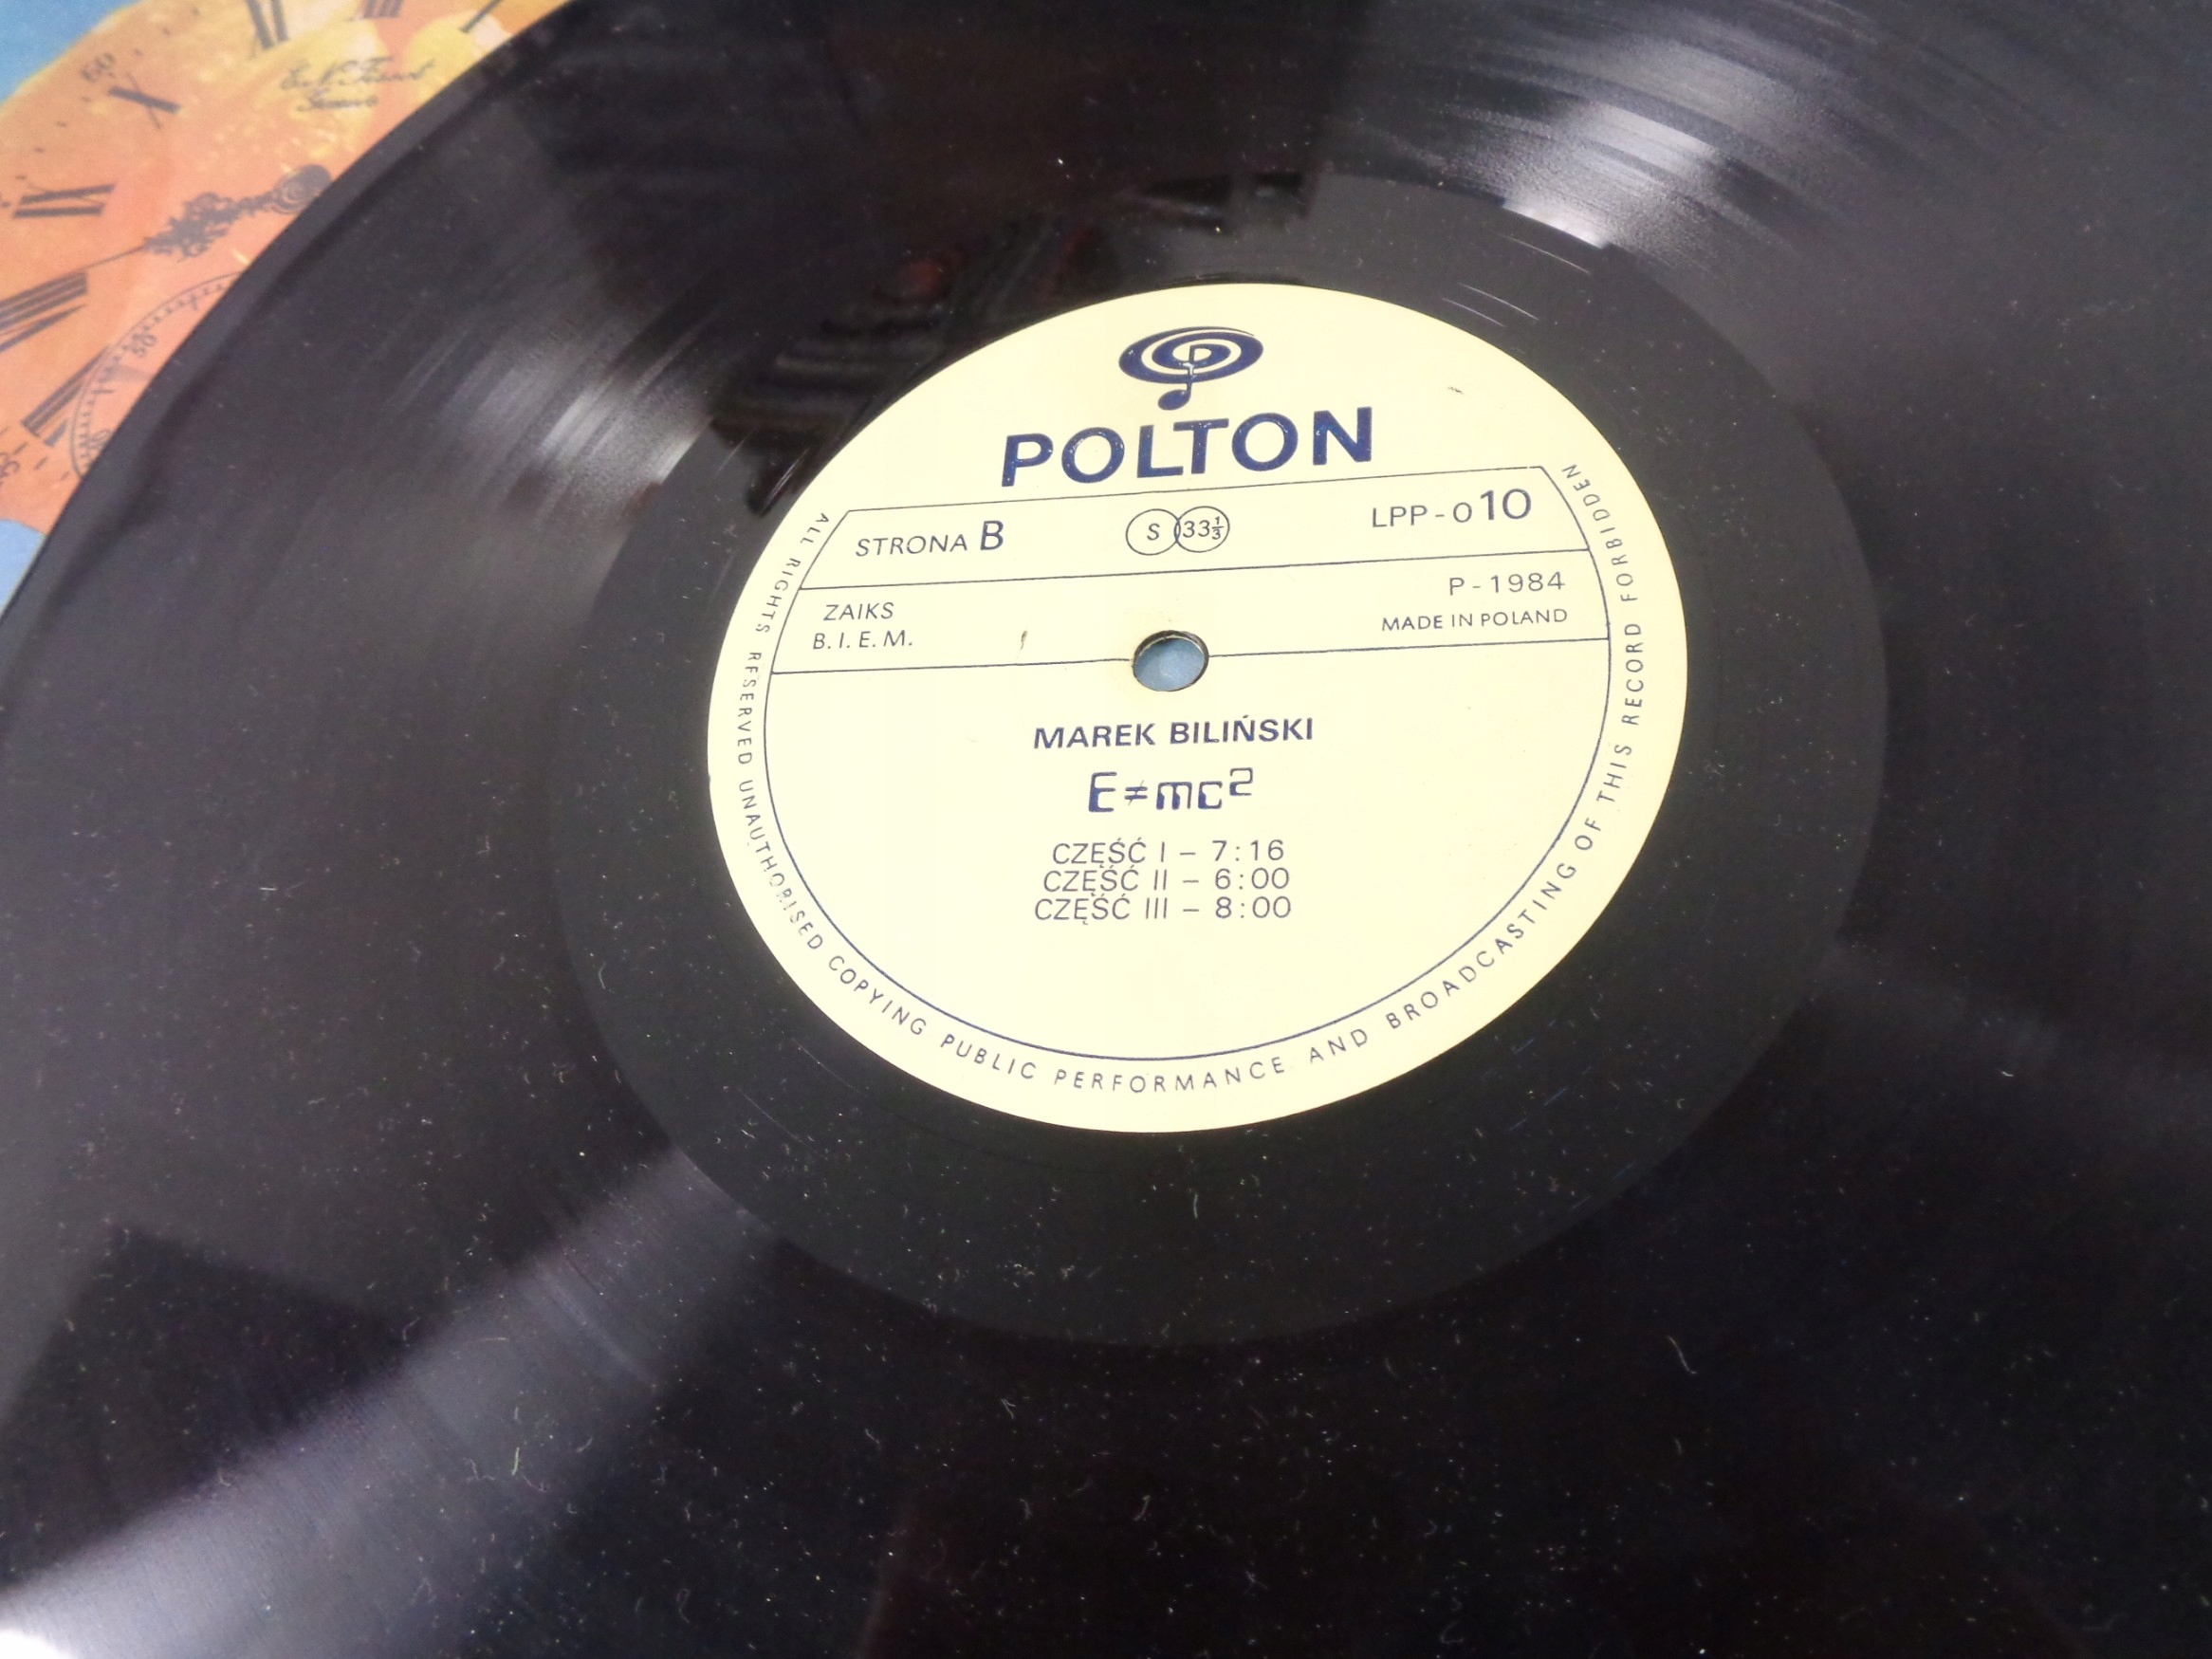 POLTON
STRONA B
S
33⅓
LPP-010
ZAIKS
B.I.E.M.
P-1984
MADE IN POLAND
MAREK BILIŃSKI
E≠mc²
CZĘŚĆ I – 7:16
CZĘŚĆ II – 6:00
CZĘŚĆ III – 8:00
ALL RIGHTS RESERVED UNAUTHORISED COPYING PUBLIC PERFORMANCE AND BROADCASTING OF THIS RECORD FORBIDDEN
60
X